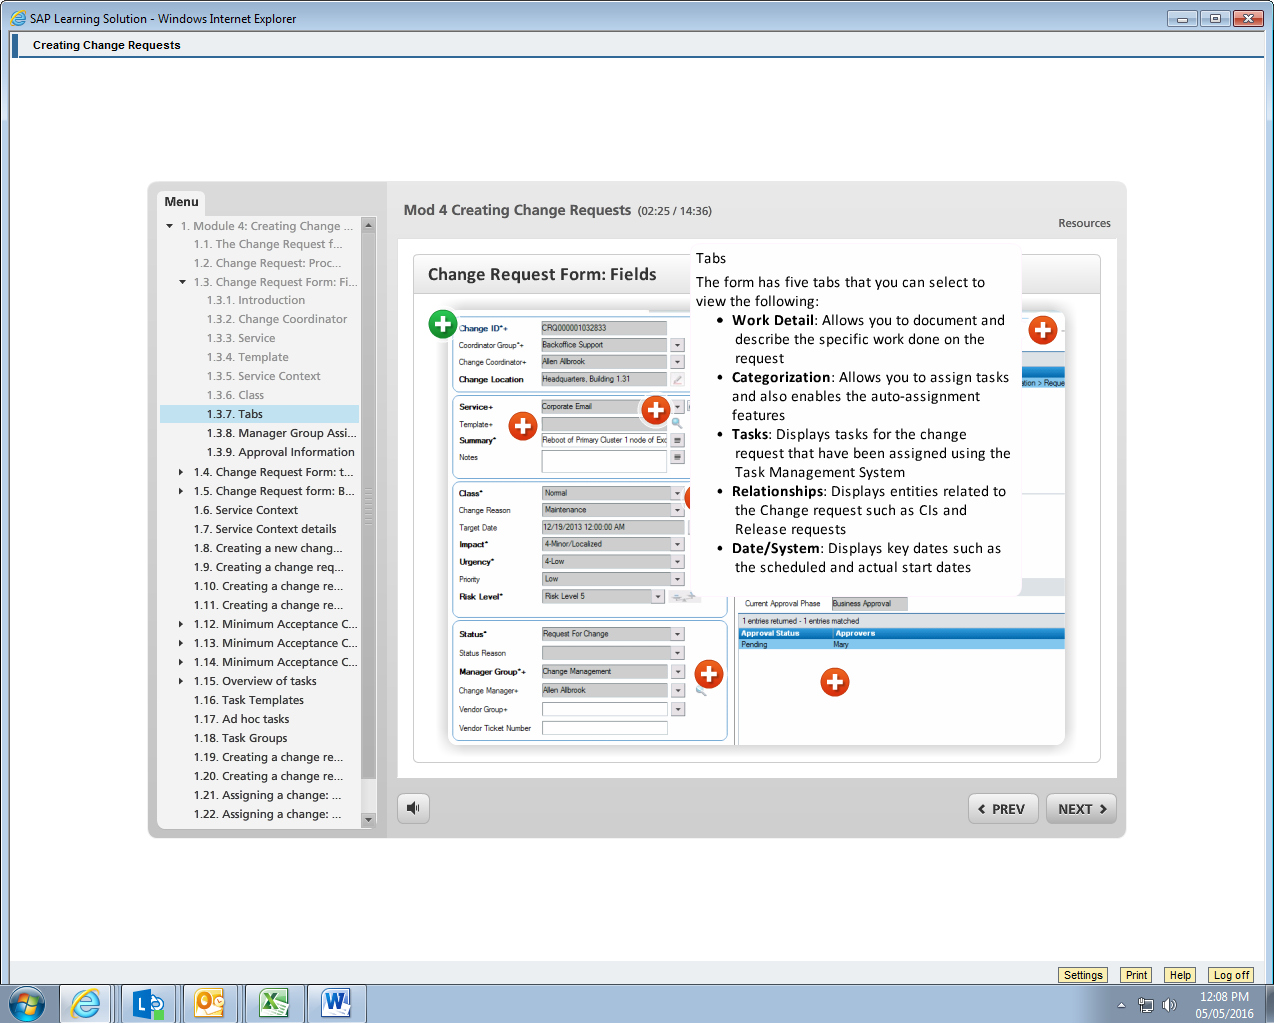 SAP Learning Solution - Windows Internet Explorer
Creating Change Requests
Menu
1. Module 4: Creating Change ...
1.1. The Change Request f...
1.2. Change Request: Proc...
1.3. Change Request Form: Fi...
1.3.1. Introduction
1.3.2. Change Coordinator
1.3.3. Service
1.3.4. Template
1.3.5. Service Context
1.3.6. Class
1.3.7. Tabs
1.3.8. Manager Group Assi...
1.3.9. Approval Information
1.4. Change Request Form: t...
1.5. Change Request form: B...
1.6. Service Context
1.7. Service Context details
1.8. Creating a new chang...
1.9. Creating a change req...
1.10. Creating a change re...
1.11. Creating a change re...
1.12. Minimum Acceptance C...
1.13. Minimum Acceptance C...
1.14. Minimum Acceptance C...
1.15. Overview of tasks
1.16. Task Templates
1.17. Ad hoc tasks
1.18. Task Groups
1.19. Creating a change re...
1.20. Creating a change re...
1.21. Assigning a change: ...
1.22. Assigning a change: ...
Mod 4 Creating Change Requests (02:25 / 14:36)
Resources
Change Request Form: Fields
Change ID*+ CRQ000001032833
Coordinator Group*+ Backoffice Support
Change Coordinator+ Allen Allbrook
Change Location Headquarters, Building 1.31
Service+ Corporate Email
Template+
Summary* Reboot of Primary Cluster 1 node of Exc
Notes
Class* Normal
Change Reason Maintenance
Target Date 12/19/2013 12:00:00 AM
Impact* 4-Minor/Localized
Urgency* 4-Low
Priority Low
Risk Level* Risk Level 5
Status* Request For Change
Status Reason
Manager Group*+ Change Management
Change Manager+ Allen Allbrook
Vendor Group+
Vendor Ticket Number
Tabs
The form has five tabs that you can select to
view the following:
• Work Detail: Allows you to document and
describe the specific work done on the
request
• Categorization: Allows you to assign tasks
and also enables the auto-assignment
features
• Tasks: Displays tasks for the change
request that have been assigned using the
Task Management System
• Relationships: Displays entities related to
the Change request such as CIs and
Release requests
• Date/System: Displays key dates such as
the scheduled and actual start dates
ation > Reque
Current Approval Phase Business Approval
1 entries returned - 1 entries matched
Approval Status Approvers
Pending Mary
PREV
NEXT
Settings Print Help Log off
12:08 PM
05/05/2016